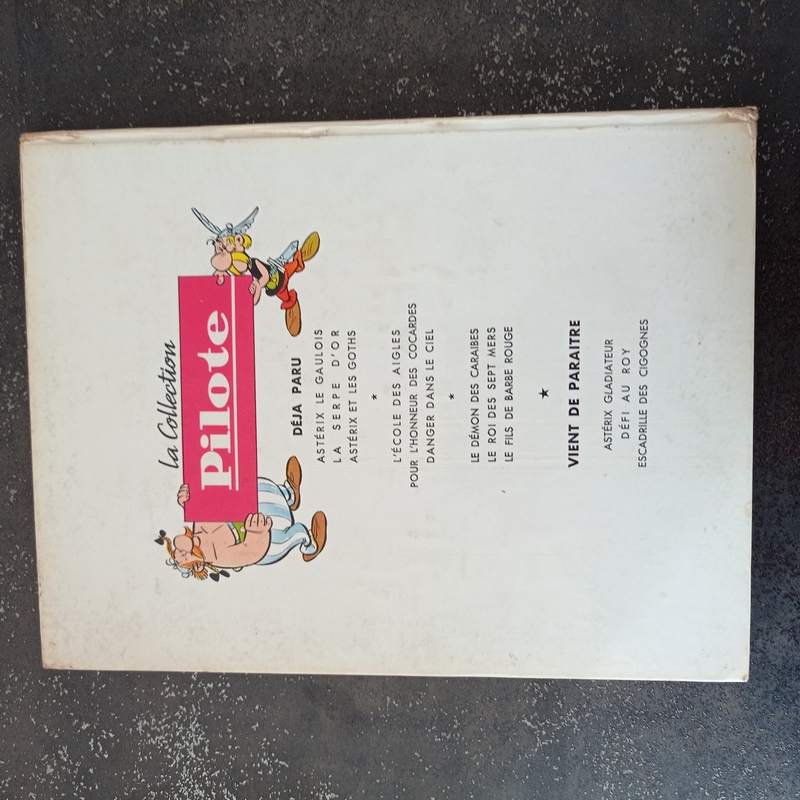 la Collection
Pilote
DÉJA PARU
ASTÉRIX LE GAULOIS
LA SERPE D'OR
ASTÉRIX ET LES GOTHS
★
L'ÉCOLE DES AIGLES
POUR L'HONNEUR DES COCARDES
DANGER DANS LE CIEL
★
LE DÉMON DES CARAIBES
LE ROI DES SEPT MERS
LE FILS DE BARBE ROUGE
★
VIENT DE PARAITRE
ASTÉRIX GLADIATEUR
DÉFI AU ROY
ESCADRILLE DES CIGOGNES